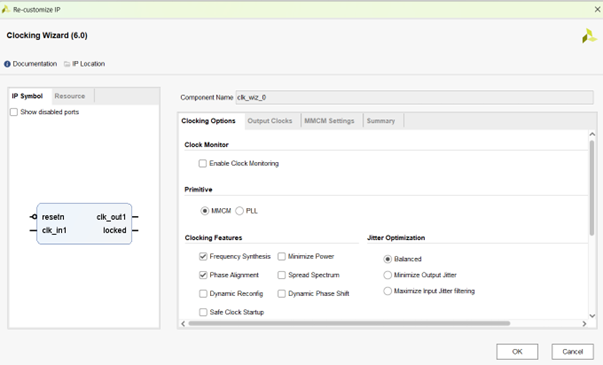 Re-customize IP
Clocking Wizard (6.0)
Documentation IP Location
IP Symbol Resource
Show disabled ports
resetn clk_out1
clk_in1 locked
Component Name clk_wiz_0
Clocking Options Output Clocks MMCM Settings Summary
Clock Monitor
Enable Clock Monitoring
Primitive
MMCM PLL
Clocking Features Jitter Optimization
Frequency Synthesis Minimize Power Balanced
Phase Alignment Spread Spectrum Minimize Output Jitter
Dynamic Reconfig Dynamic Phase Shift Maximize Input Jitter filtering
Safe Clock Startup
OK Cancel